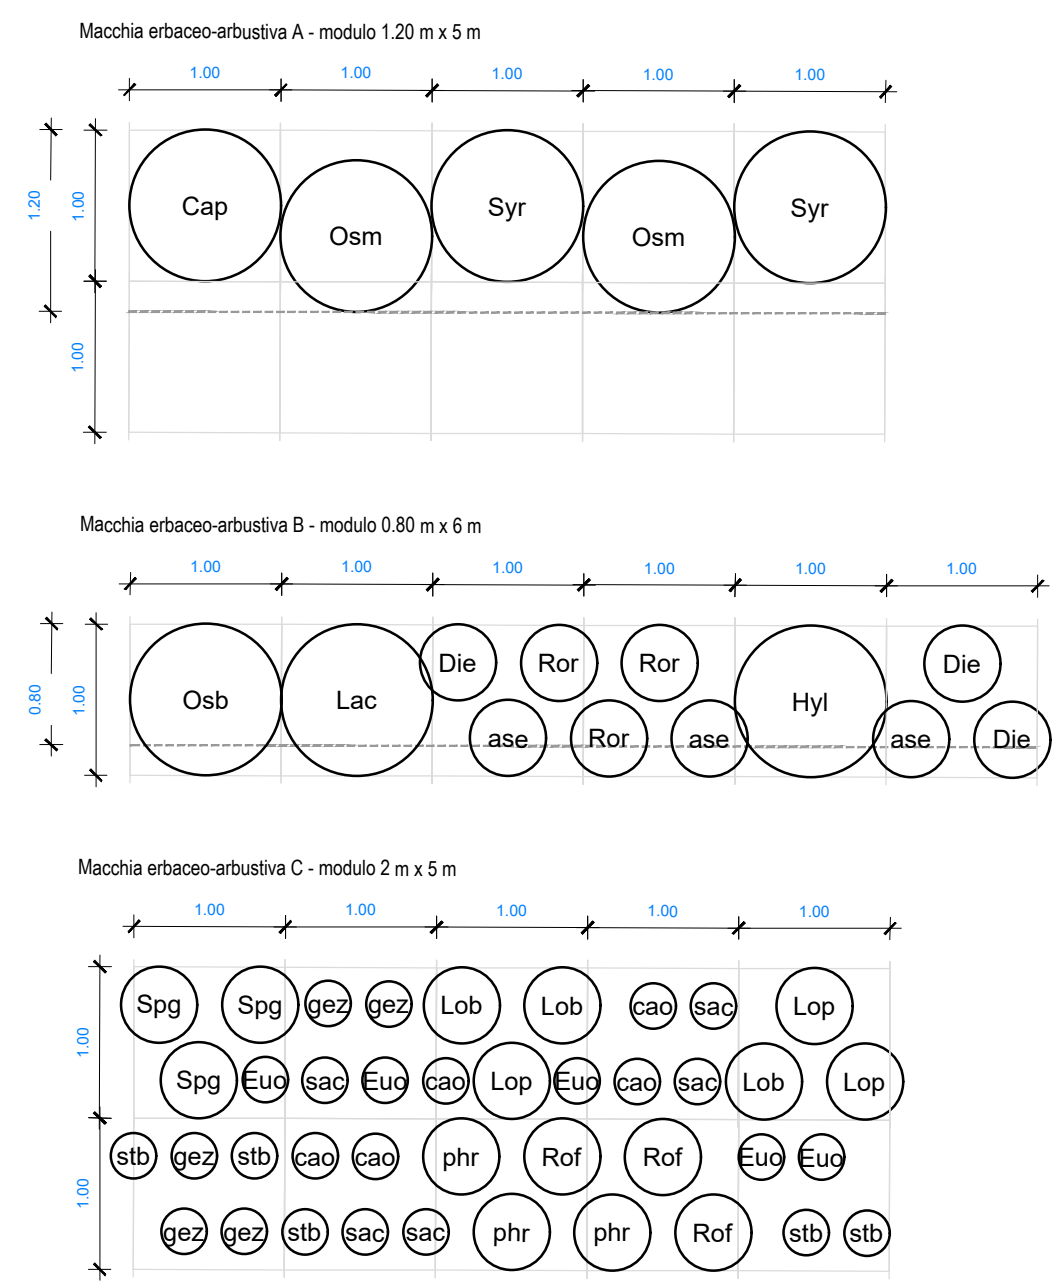 Macchia erbaceo-arbustiva A - modulo 1.20 m x 5 m
1.00 1.00 1.00 1.00 1.00
1.20 1.00
Cap Osm Syr Osm Syr
1.00
Macchia erbaceo-arbustiva B - modulo 0.80 m x 6 m
1.00 1.00 1.00 1.00 1.00 1.00
0.80 1.00
Die Ror Ror Die
Osb Lac Hyl
ase Ror ase ase Die
Macchia erbaceo-arbustiva C - modulo 2 m x 5 m
1.00 1.00 1.00 1.00 1.00
Spg Spg gez gez Lob Lob cao sac Lop
1.00
Spg Euo sac Euo cao Lop Euo cao sac Lob Lop
stb gez stb cao cao phr Rof Rof Euo Euo
1.00
gez gez stb sac sac phr phr Rof stb stb